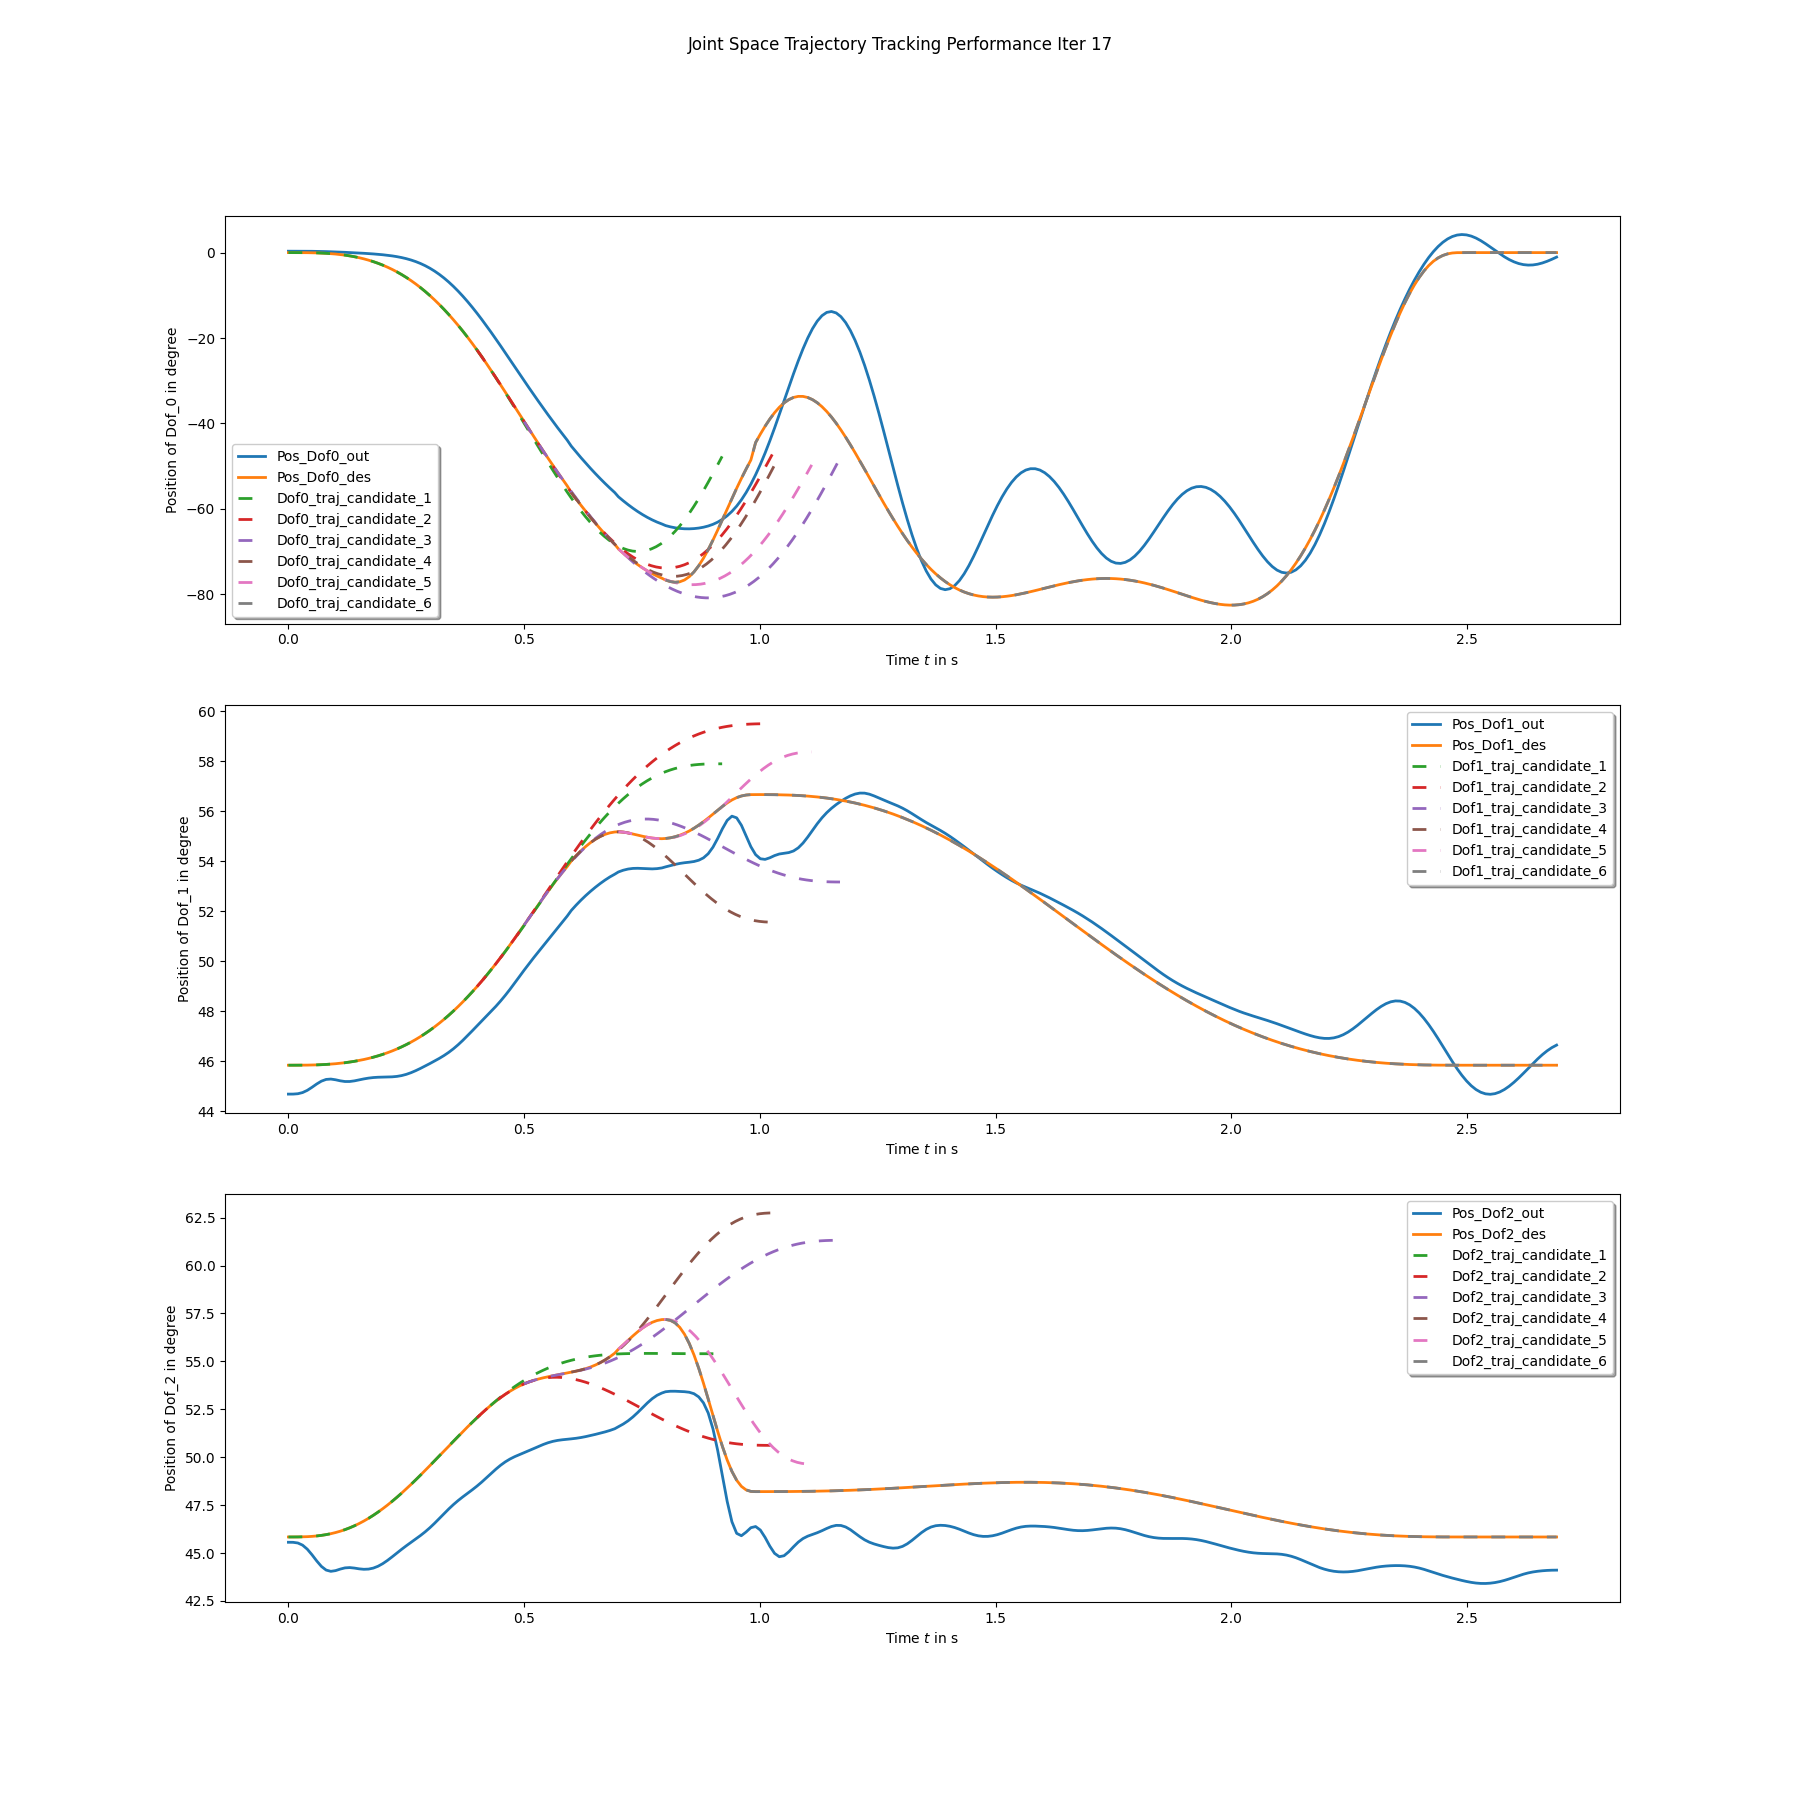 Joint Space Trajectory Tracking Performance Iter 17
Position of Dof_0 in degree
0
−20
−40
−60
−80
Pos_Dof0_out
Pos_Dof0_des
Dof0_traj_candidate_1
Dof0_traj_candidate_2
Dof0_traj_candidate_3
Dof0_traj_candidate_4
Dof0_traj_candidate_5
Dof0_traj_candidate_6
0.0 0.5 1.0 1.5 2.0 2.5
Time t in s
Position of Dof_1 in degree
60
58
56
54
52
50
48
46
44
Pos_Dof1_out
Pos_Dof1_des
Dof1_traj_candidate_1
Dof1_traj_candidate_2
Dof1_traj_candidate_3
Dof1_traj_candidate_4
Dof1_traj_candidate_5
Dof1_traj_candidate_6
0.0 0.5 1.0 1.5 2.0 2.5
Time t in s
Position of Dof_2 in degree
62.5
60.0
57.5
55.0
52.5
50.0
47.5
45.0
42.5
Pos_Dof2_out
Pos_Dof2_des
Dof2_traj_candidate_1
Dof2_traj_candidate_2
Dof2_traj_candidate_3
Dof2_traj_candidate_4
Dof2_traj_candidate_5
Dof2_traj_candidate_6
0.0 0.5 1.0 1.5 2.0 2.5
Time t in s